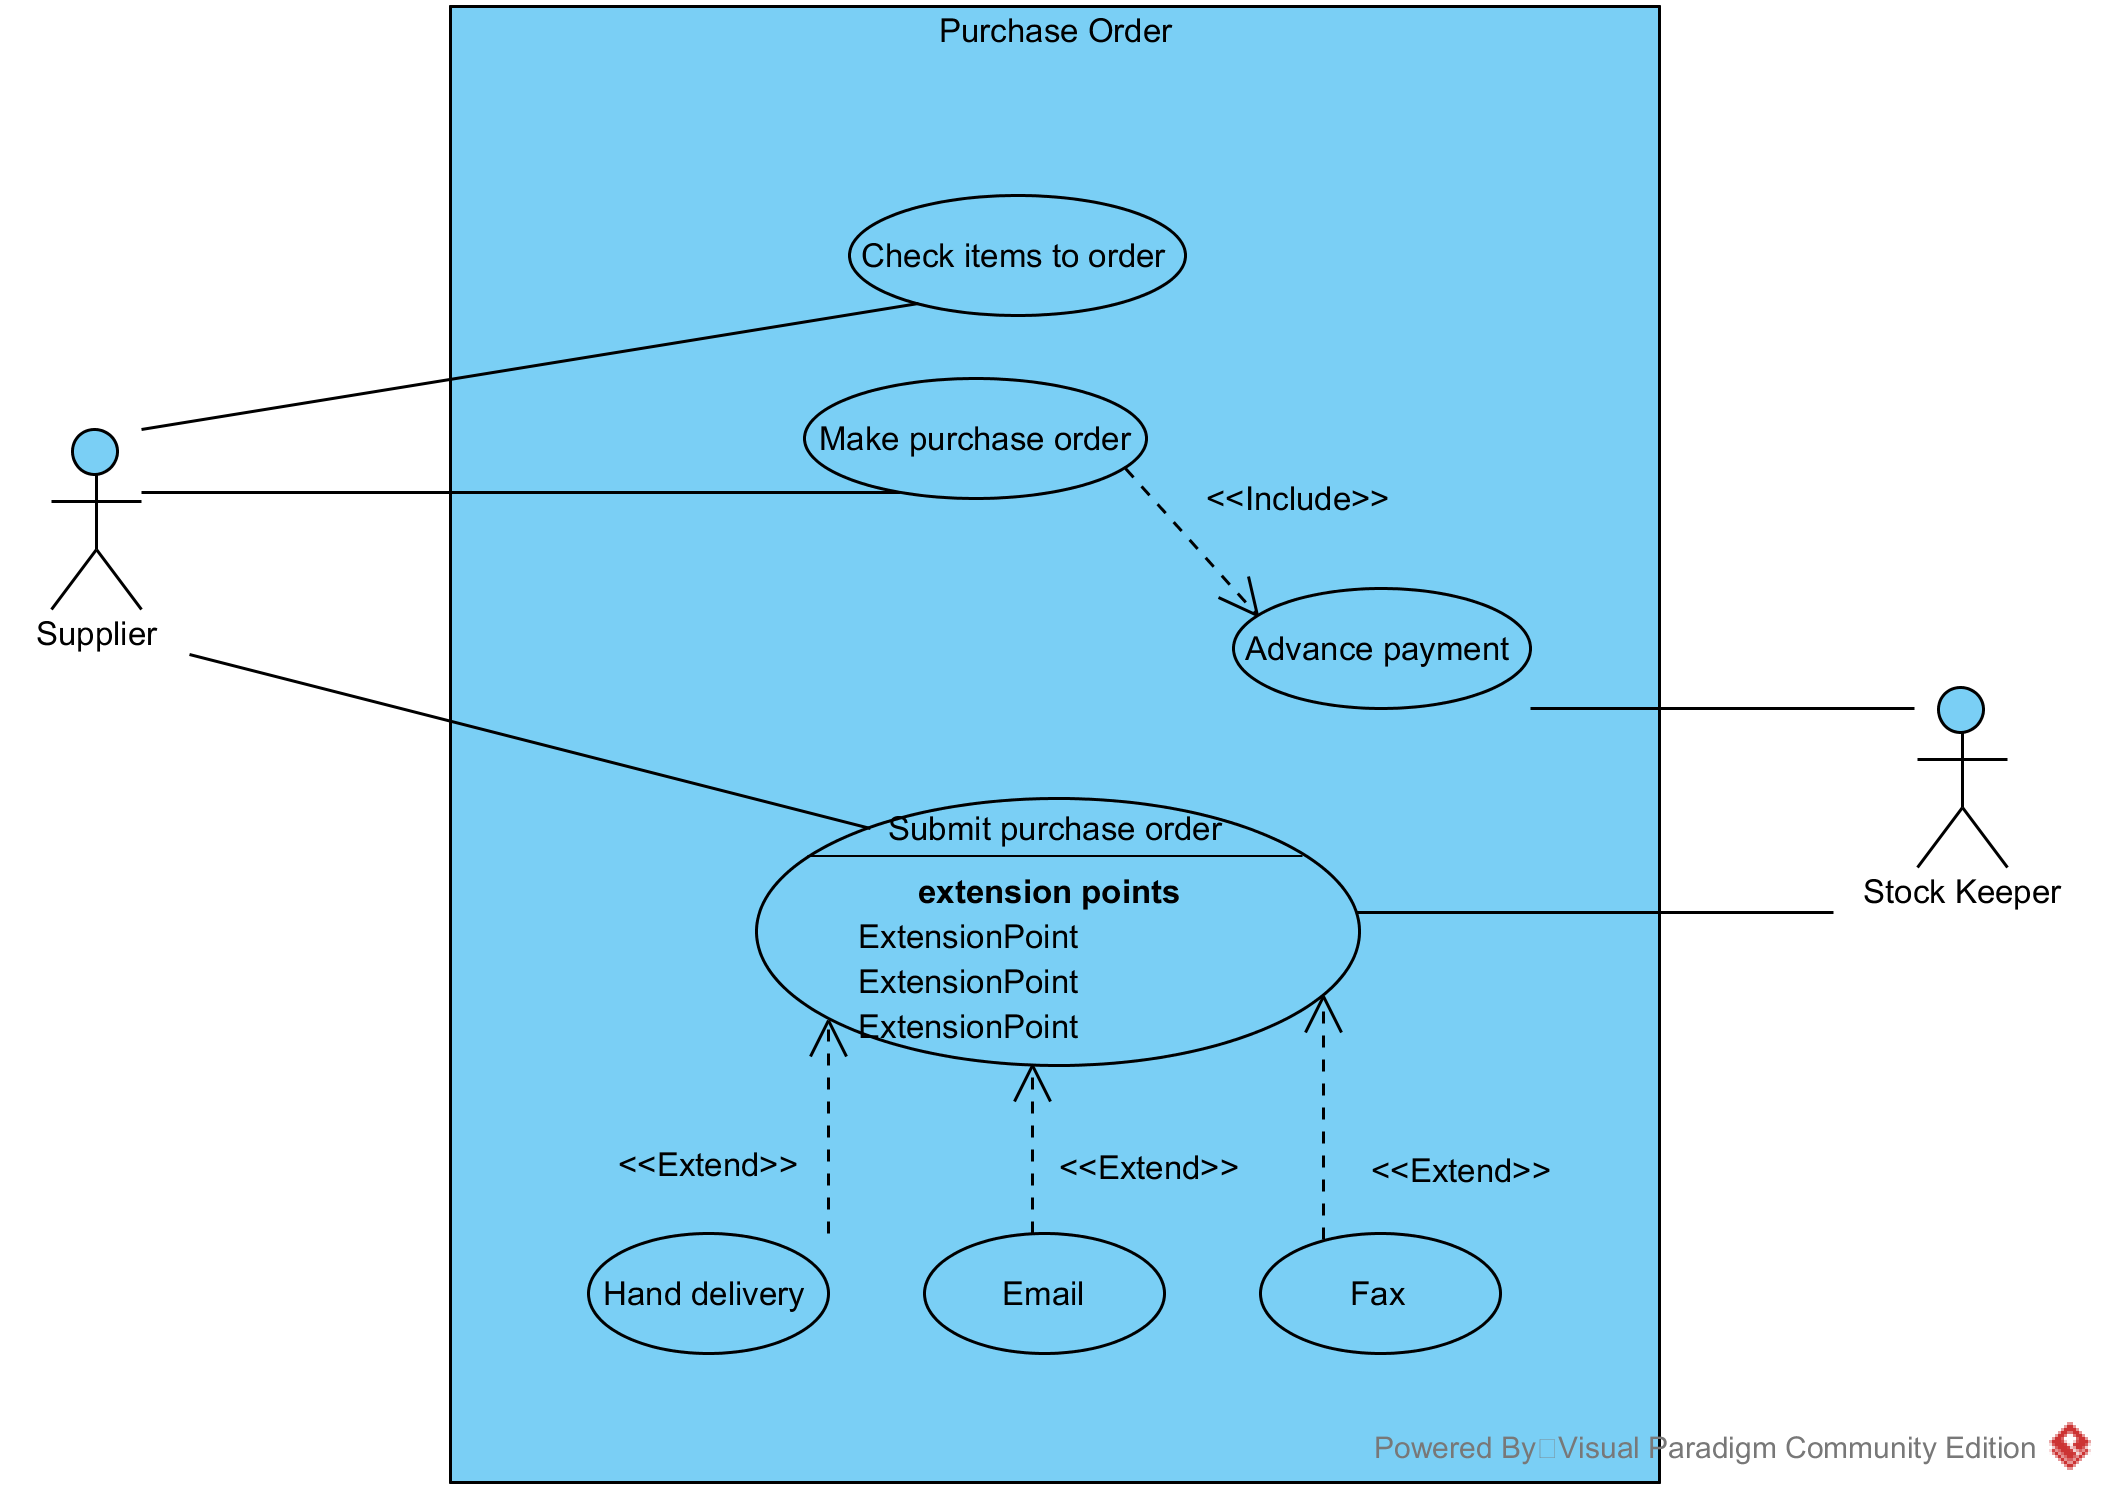 Purchase Order
Check items to order
Make purchase order
<<Include>>
Supplier
Advance payment
Submit purchase order
extension points
ExtensionPoint
ExtensionPoint
ExtensionPoint
Stock Keeper
<<Extend>>
<<Extend>>
<<Extend>>
Hand delivery
Email
Fax
Powered By Visual Paradigm Community Edition